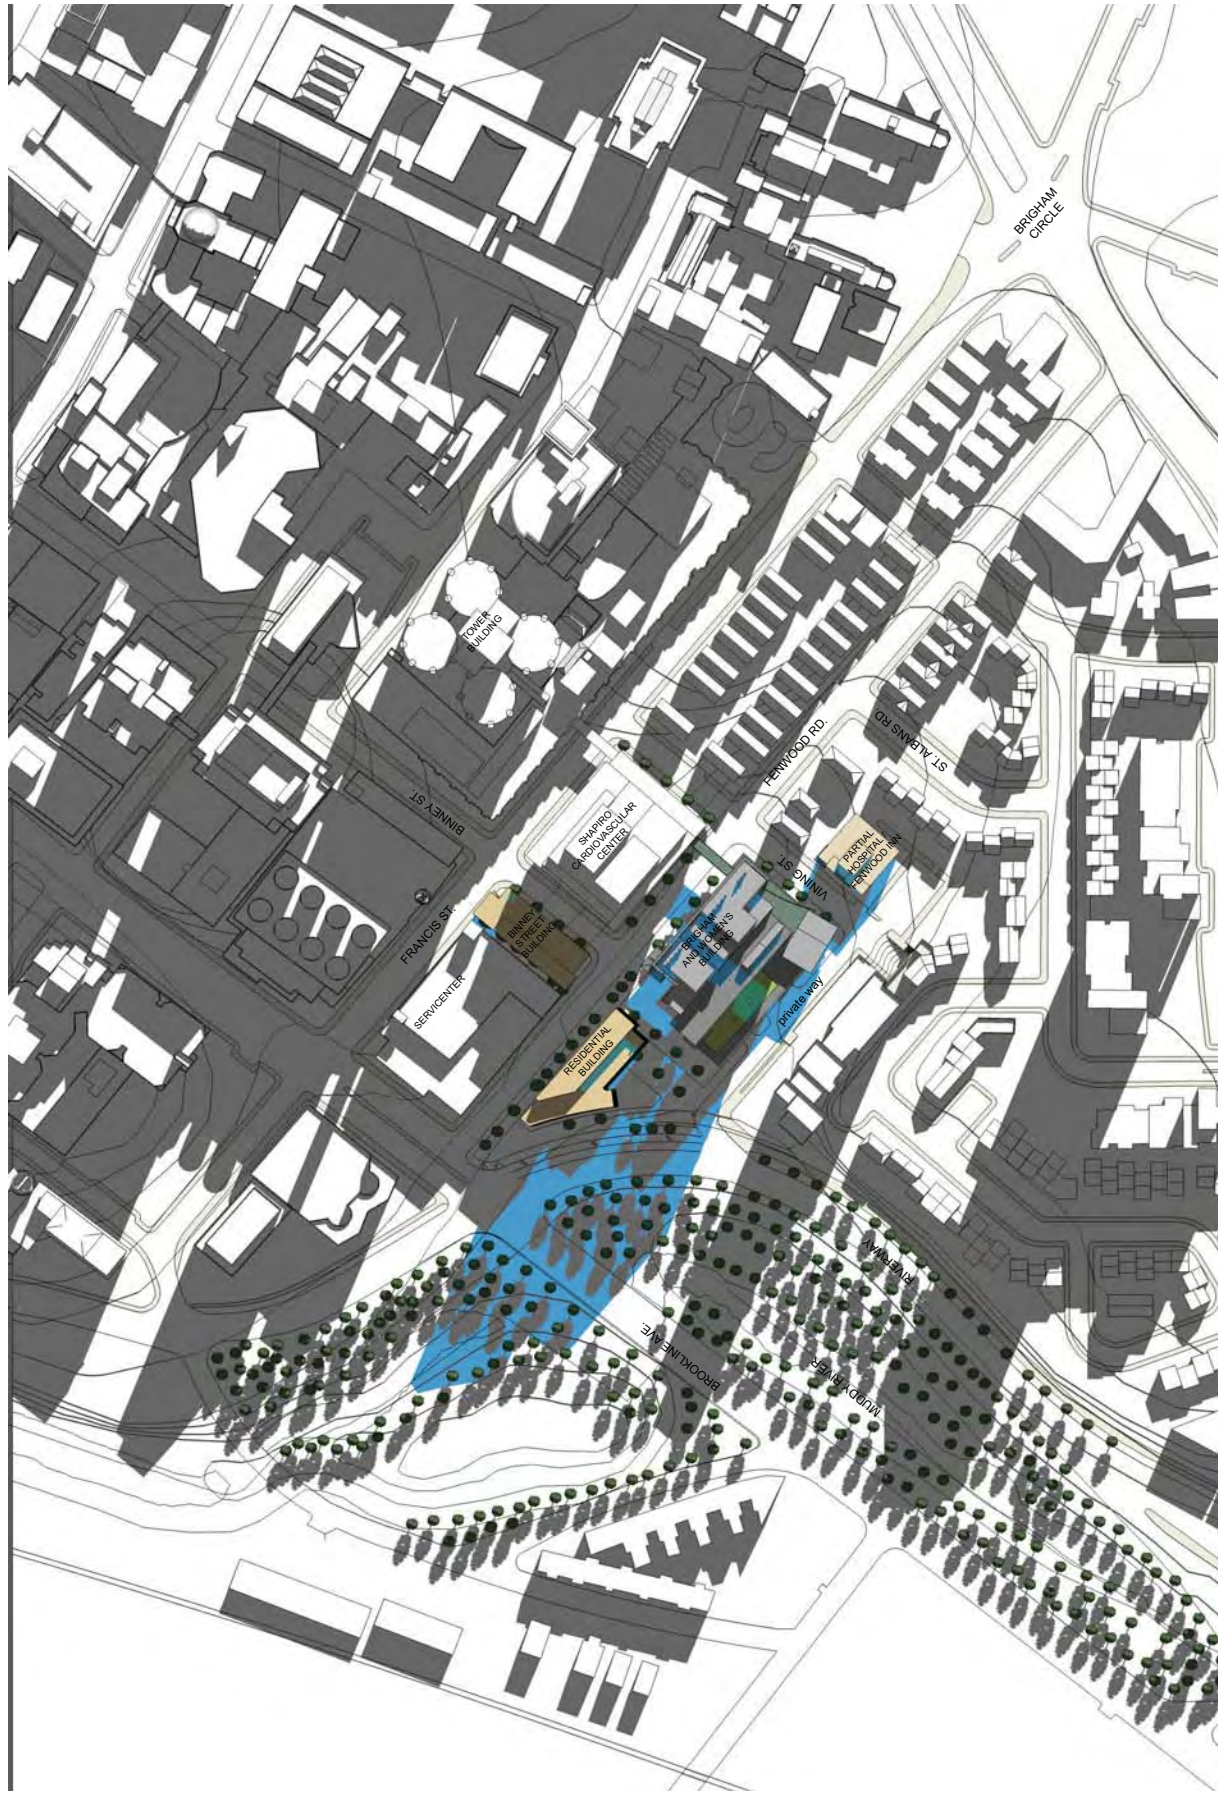 BRIGHAM
CIRCLE
TOWER
BUILDING
FENWOOD RD.
ST. ALBANS RD
BINNEY ST.
SHAPIRO
CARDIOVASCULAR
CENTER
PARTIAL
HOSPITAL/
FENWOOD INN
VINING ST.
FRANCIS ST.
BINNEY
STREET
BUILDING
BRIGHAM
AND WOMEN'S
BUILDING
SERVICENTER
private way
RESIDENTIAL
BUILDING
RIVERWAY
BROOKLINE AVE.
MUDDY RIVER